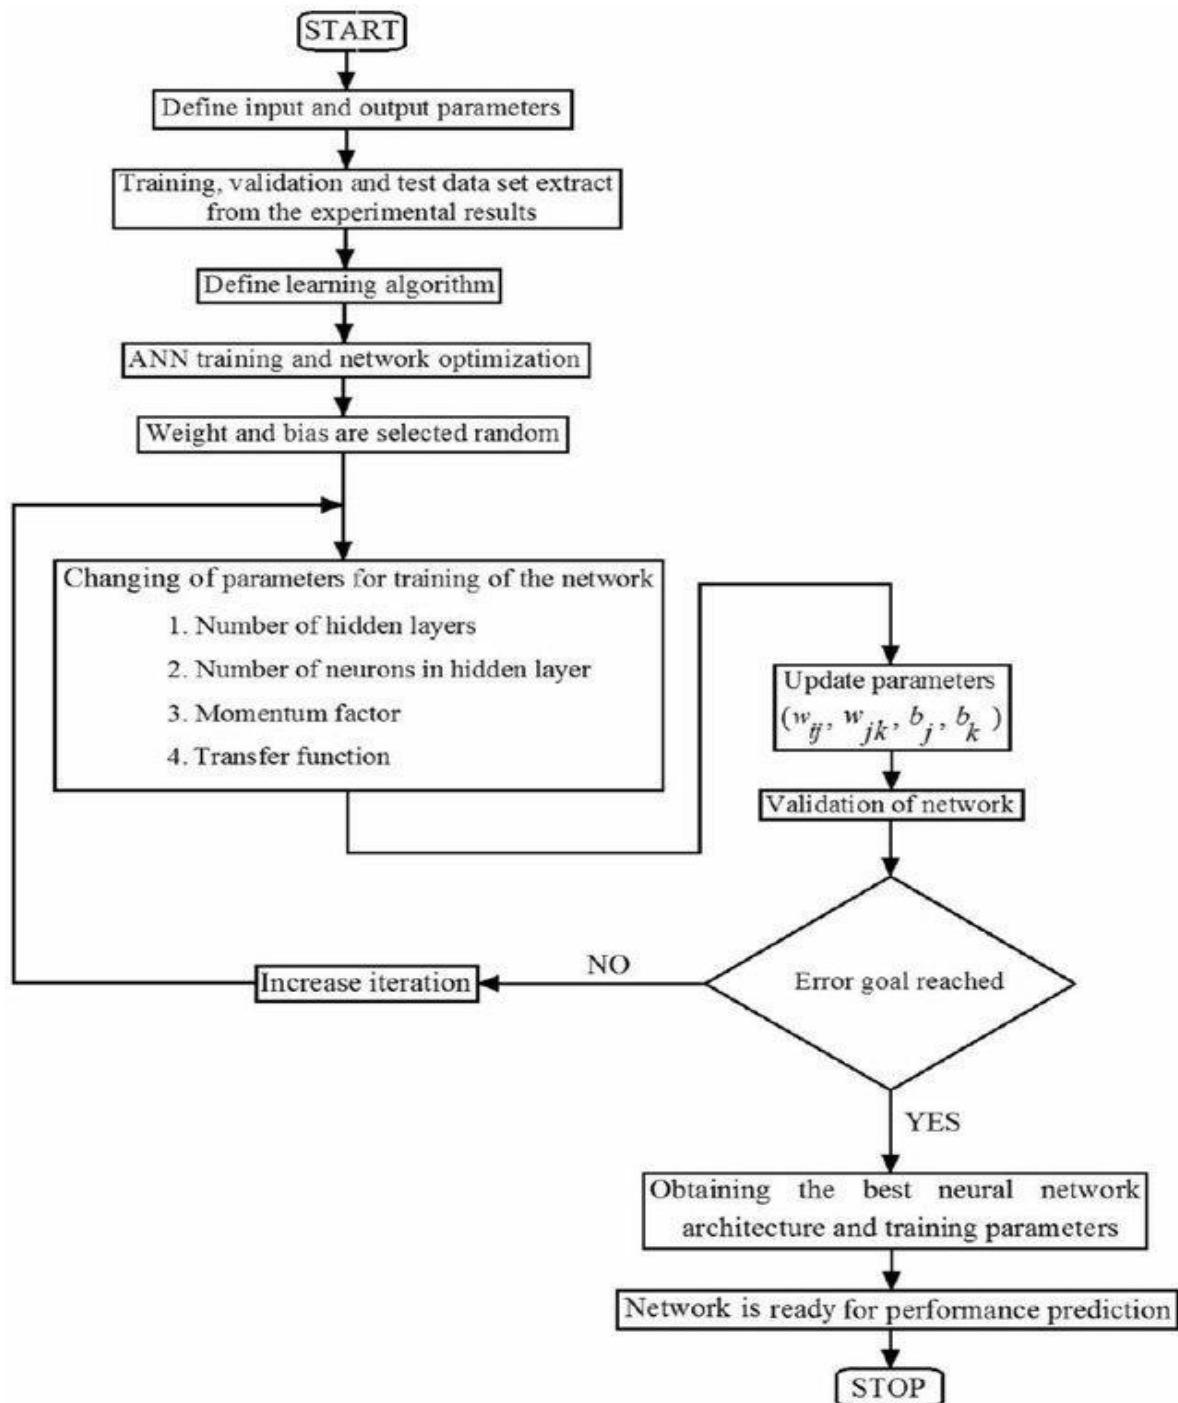 START
Define input and output parameters
Training, validation and test data set extract
from the experimental results
Define learning algorithm
ANN training and network optimization
Weight and bias are selected random
Changing of parameters for training of the network
1. Number of hidden layers
2. Number of neurons in hidden layer
3. Momentum factor
4. Transfer function
Update parameters
(w_ij, w_jk, b_j, b_k)
Validation of network
Error goal reached
NO
Increase iteration
YES
Obtaining the best neural network
architecture and training parameters
Network is ready for performance prediction
STOP